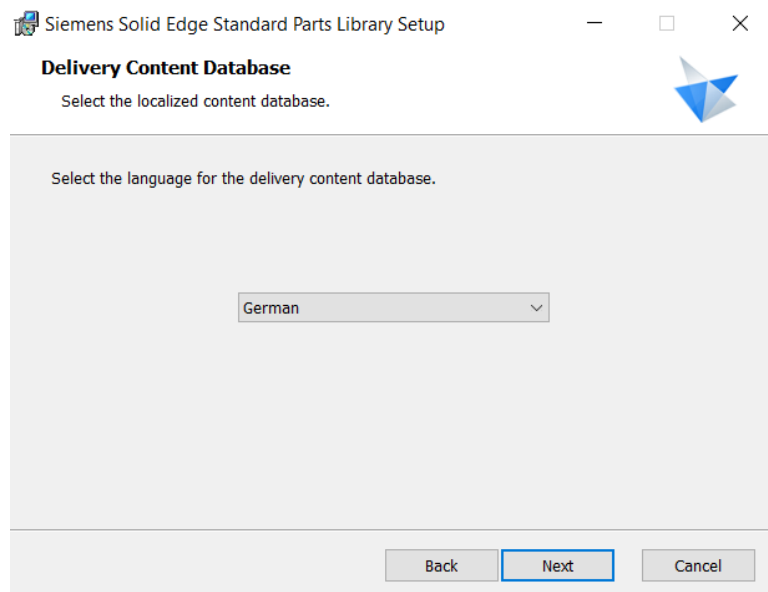 Siemens Solid Edge Standard Parts Library Setup
Delivery Content Database
Select the localized content database.
Select the language for the delivery content database.
German
Back Next Cancel